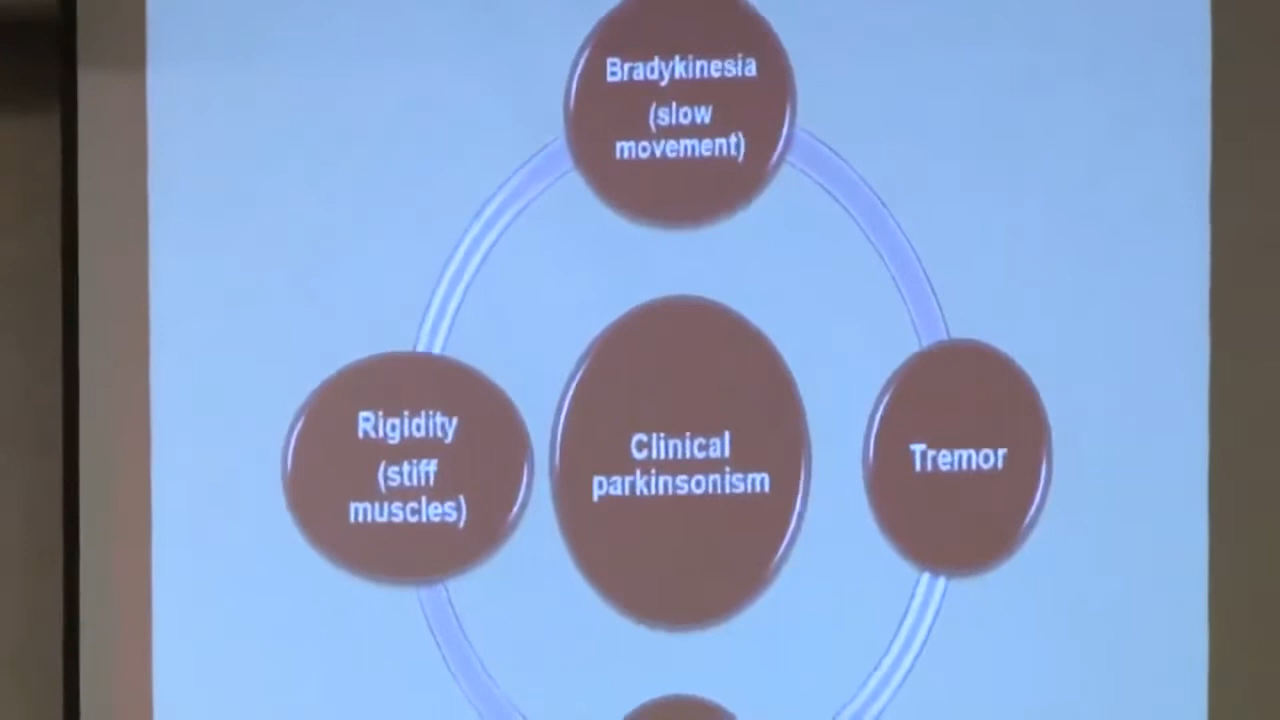 Bradykinesia
(slow
movement)
Rigidity
(stiff
muscles)
Clinical
parkinsonism
Tremor